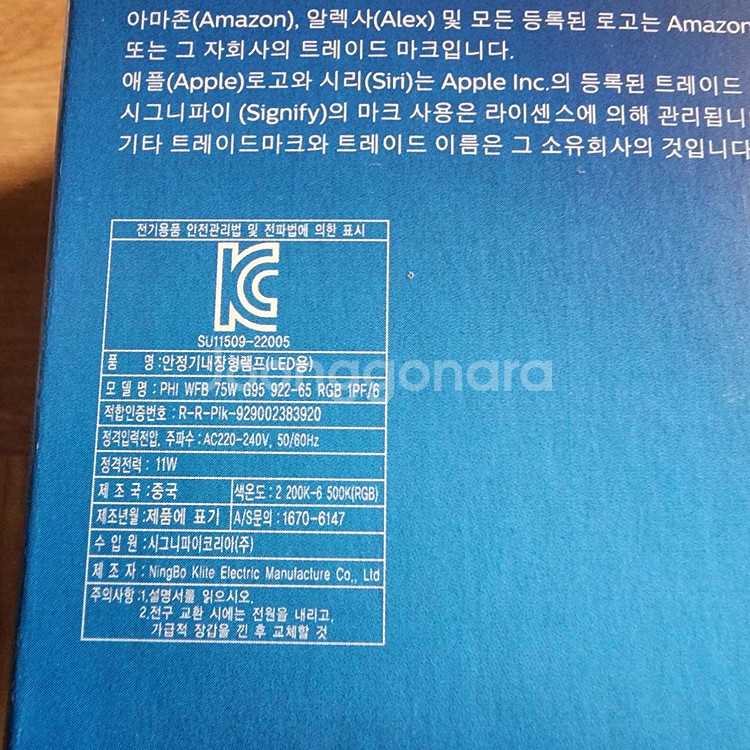 아마존(Amazon), 알렉사(Alex) 및 모든 등록된 로고는 Amazon
또는 그 자회사의 트레이드 마크입니다.
애플(Apple)로고와 시리(Siri)는 Apple Inc.의 등록된 트레이드
시그니파이 (Signify)의 마크 사용은 라이센스에 의해 관리됩니
기타 트레이드마크와 트레이드 이름은 그 소유회사의 것입니다
전기용품 안전관리법 및 전파법에 의한 표시
KC
SU11509-22005
품 명 :안정기내장형램프(LED용)
joonggonara
모 델 명 : PHI WFB 75W G95 922-65 RGB 1PF/6
적합인증번호 : R-R-Plk-929002383920
정격입력전압, 주파수 : AC220-240V, 50/60Hz
정격전력 : 11W
제 조 국 :중국 색온도 : 2 200K-6 500K(RGB)
제조년월 :제품에 표기 A/S문의 : 1670-6147
수 입 원 :시그니파이코리아(주)
제 조 자 : NingBo Klite Electric Manufacture Co., Ltd
주의사항 :1.설명서를 읽으시오.
2.전구 교환 시에는 전원을 내리고,
가급적 장갑을 낀 후 교체할 것